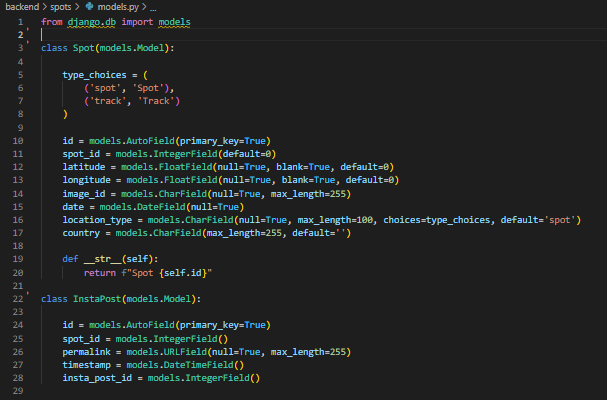 backend > spots > models.py > ...
1 from django.db import models
2
3 class Spot(models.Model):
4
5     type_choices = (
6         ('spot', 'Spot'),
7         ('track', 'Track')
8     )
9
10     id = models.AutoField(primary_key=True)
11     spot_id = models.IntegerField(default=0)
12     latitude = models.FloatField(null=True, blank=True, default=0)
13     longitude = models.FloatField(null=True, blank=True, default=0)
14     image_id = models.CharField(null=True, max_length=255)
15     date = models.DateField(null=True)
16     location_type = models.CharField(null=True, max_length=100, choices=type_choices, default='spot')
17     country = models.CharField(max_length=255, default='')
18
19     def __str__(self):
20         return f"Spot {self.id}"
21
22 class InstaPost(models.Model):
23
24     id = models.AutoField(primary_key=True)
25     spot_id = models.IntegerField()
26     permalink = models.URLField(null=True, max_length=255)
27     timestamp = models.DateTimeField()
28     insta_post_id = models.IntegerField()
29